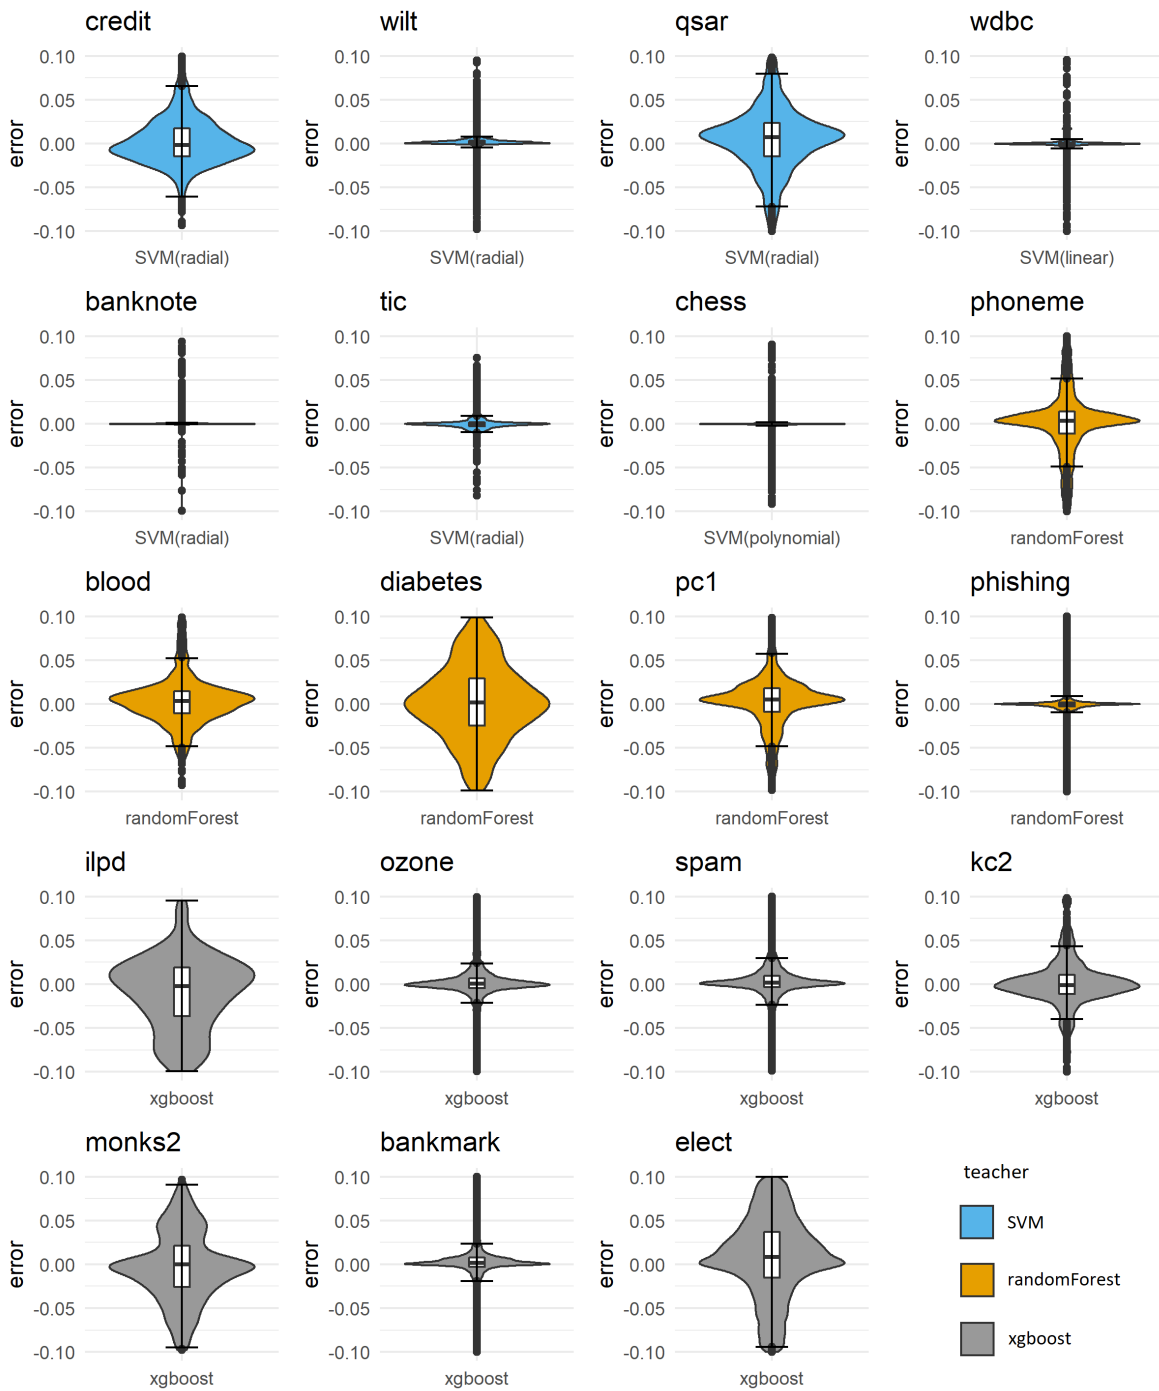 credit
wilt
qsar
wdbc
0.10
0.05
0.00
-0.05
-0.10
error
SVM(radial)
0.10
0.05
0.00
-0.05
-0.10
error
SVM(radial)
0.10
0.05
0.00
-0.05
-0.10
error
SVM(radial)
0.10
0.05
0.00
-0.05
-0.10
error
SVM(linear)
banknote
tic
chess
phoneme
0.10
0.05
0.00
-0.05
-0.10
error
SVM(radial)
0.10
0.05
0.00
-0.05
-0.10
error
SVM(radial)
0.10
0.05
0.00
-0.05
-0.10
error
SVM(polynomial)
0.10
0.05
0.00
-0.05
-0.10
error
randomForest
blood
diabetes
pc1
phishing
0.10
0.05
0.00
-0.05
-0.10
error
randomForest
0.10
0.05
0.00
-0.05
-0.10
error
randomForest
0.10
0.05
0.00
-0.05
-0.10
error
randomForest
0.10
0.05
0.00
-0.05
-0.10
error
randomForest
ilpd
ozone
spam
kc2
0.10
0.05
0.00
-0.05
-0.10
error
xgboost
0.10
0.05
0.00
-0.05
-0.10
error
xgboost
0.10
0.05
0.00
-0.05
-0.10
error
xgboost
0.10
0.05
0.00
-0.05
-0.10
error
xgboost
monks2
bankmark
elect
0.10
0.05
0.00
-0.05
-0.10
error
xgboost
0.10
0.05
0.00
-0.05
-0.10
error
xgboost
0.10
0.05
0.00
-0.05
-0.10
error
xgboost
teacher
SVM
randomForest
xgboost